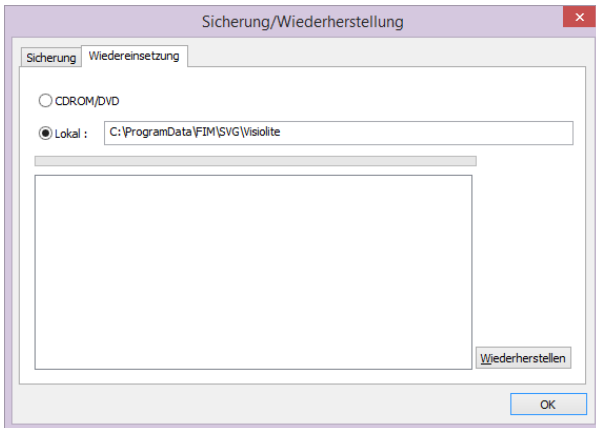 Sicherung/Wiederherstellung
Sicherung Wiedereinsetzung
CDROM/DVD
Lokal : C:\ProgramData\FIM\SVG\Visiolite
Wiederherstellen
OK